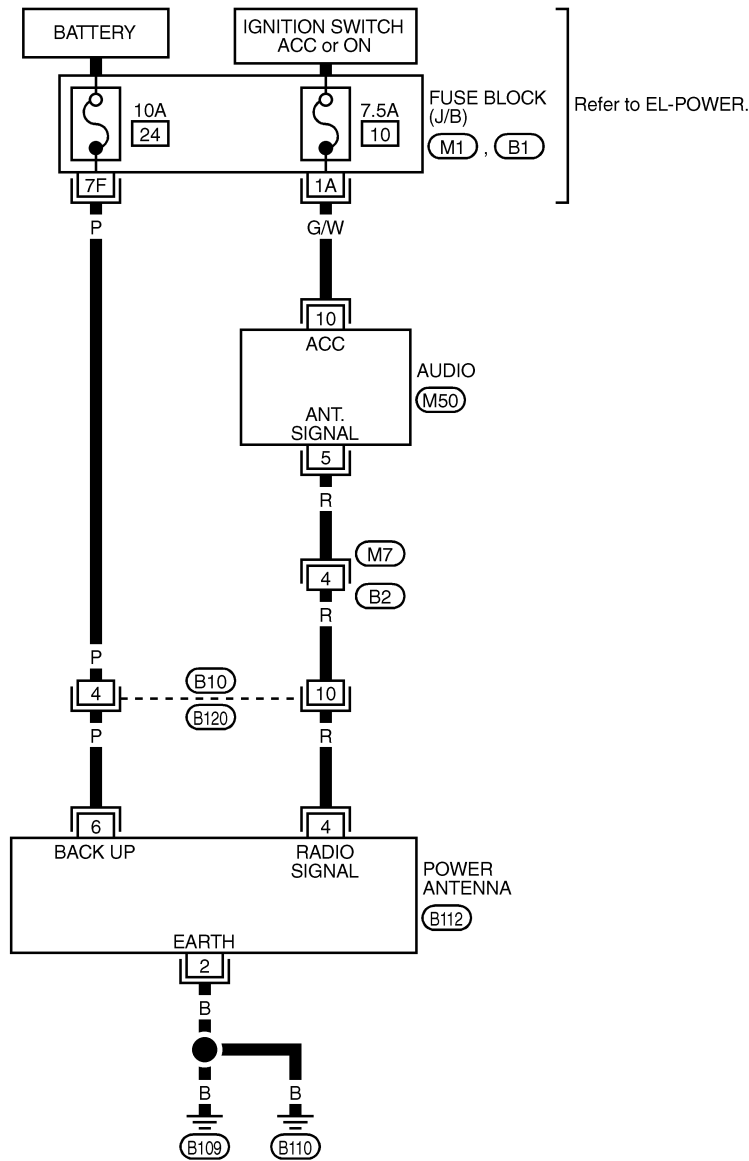 BATTERY
IGNITION SWITCH
ACC or ON
10A
24
7.5A
10
FUSE BLOCK
(J/B)
M1 , B1
Refer to EL-POWER.
7F
1A
P
G/W
10
ACC
AUDIO
M50
ANT.
SIGNAL
5
R
M7
4
B2
R
P
4
B10
10
B120
P
R
6
4
BACK UP
RADIO
SIGNAL
POWER
ANTENNA
B112
EARTH
2
B
B
B
B109
B110